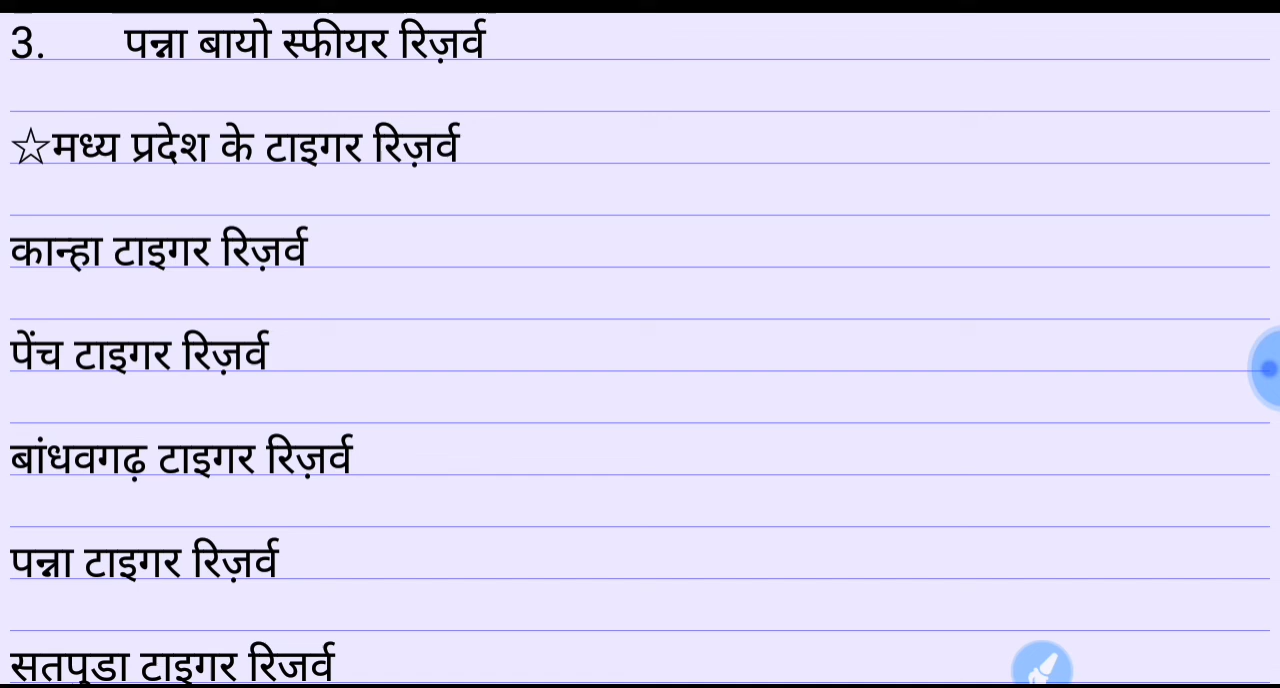 3. पन्ना बायो स्फीयर रिज़र्व
☆मध्य प्रदेश के टाइगर रिज़र्व
कान्हा टाइगर रिज़र्व
पेंच टाइगर रिज़र्व
बांधवगढ़ टाइगर रिज़र्व
पन्ना टाइगर रिज़र्व
सतपुडा टाइगर रिजर्व